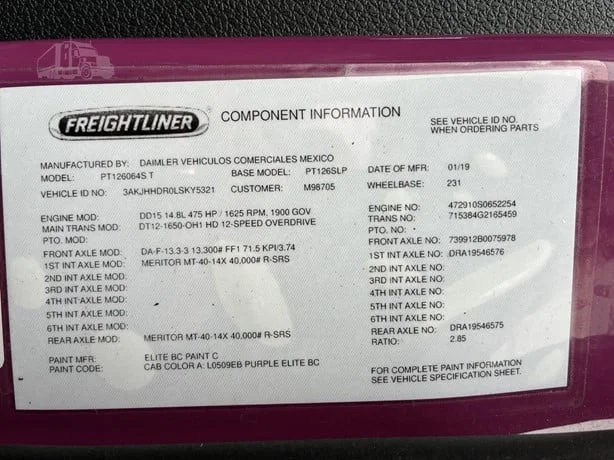 FREIGHTLINER
COMPONENT INFORMATION
SEE VEHICLE ID NO.
WHEN ORDERING PARTS
MANUFACTURED BY: DAIMLER VEHICULOS COMERCIALES MEXICO
MODEL: PT126064S T BASE MODEL: PT126SLP DATE OF MFR: 01/19
VEHICLE ID NO: 3AKJHHDR0LSKY5321 CUSTOMER: M98705 WHEELBASE: 231
ENGINE MOD: DD15 14.8L 475 HP / 1625 RPM, 1900 GOV ENGINE NO: 472910S0652254
MAIN TRANS MOD: DT12-1650-OH1 HD 12-SPEED OVERDRIVE TRANS NO: 715384G2165459
PTO. MOD: PTO. NO:
FRONT AXLE MOD: DA-F-13.3-3 13,300# FF1 71.5 KPI/3.74 FRONT AXLE NO: 739912B0075978
1ST INT AXLE MOD: MERITOR MT-40-14X 40,000# R-SRS 1ST INT AXLE NO: DRA19546576
2ND INT AXLE MOD: 2ND INT AXLE NO:
3RD INT AXLE MOD: 3RD INT AXLE NO:
4TH INT AXLE MOD: 4TH INT AXLE NO:
5TH INT AXLE MOD: 5TH INT AXLE NO:
6TH INT AXLE MOD: 6TH INT AXLE NO:
REAR AXLE MOD: MERITOR MT-40-14X 40,000# R-SRS REAR AXLE NO: DRA19546575
RATIO: 2.85
PAINT MFR: ELITE BC PAINT C
PAINT CODE: CAB COLOR A: L0509EB PURPLE ELITE BC
FOR COMPLETE PAINT INFORMATION
SEE VEHICLE SPECIFICATION SHEET.